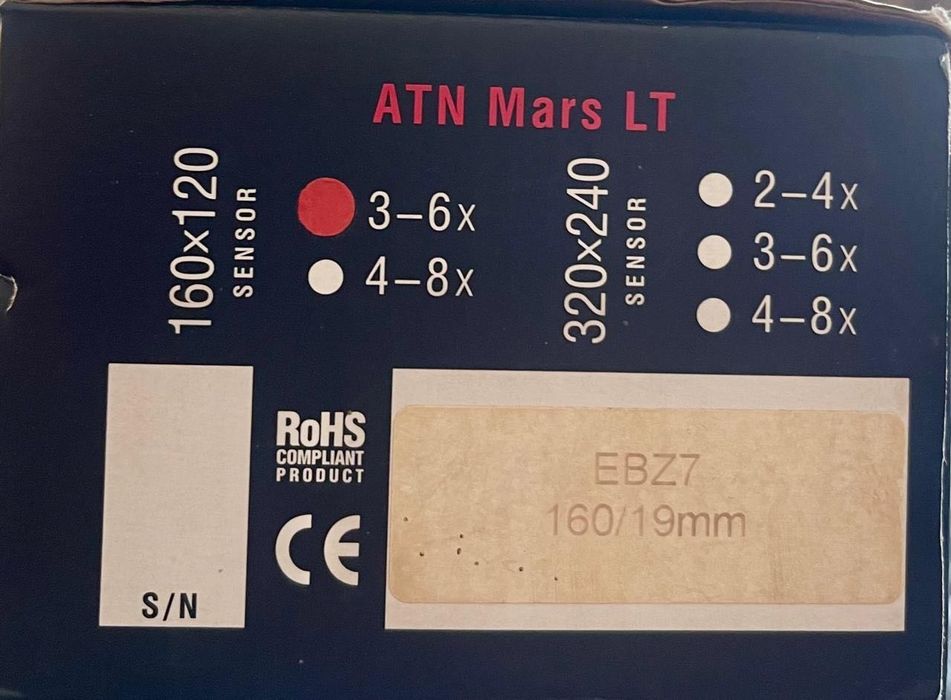 ATN Mars LT
160x120
SENSOR
3–6x
4–8x
320x240
SENSOR
2–4x
3–6x
4–8x
S/N
RoHS
COMPLIANT
PRODUCT
CE
EBZ7
160/19mm